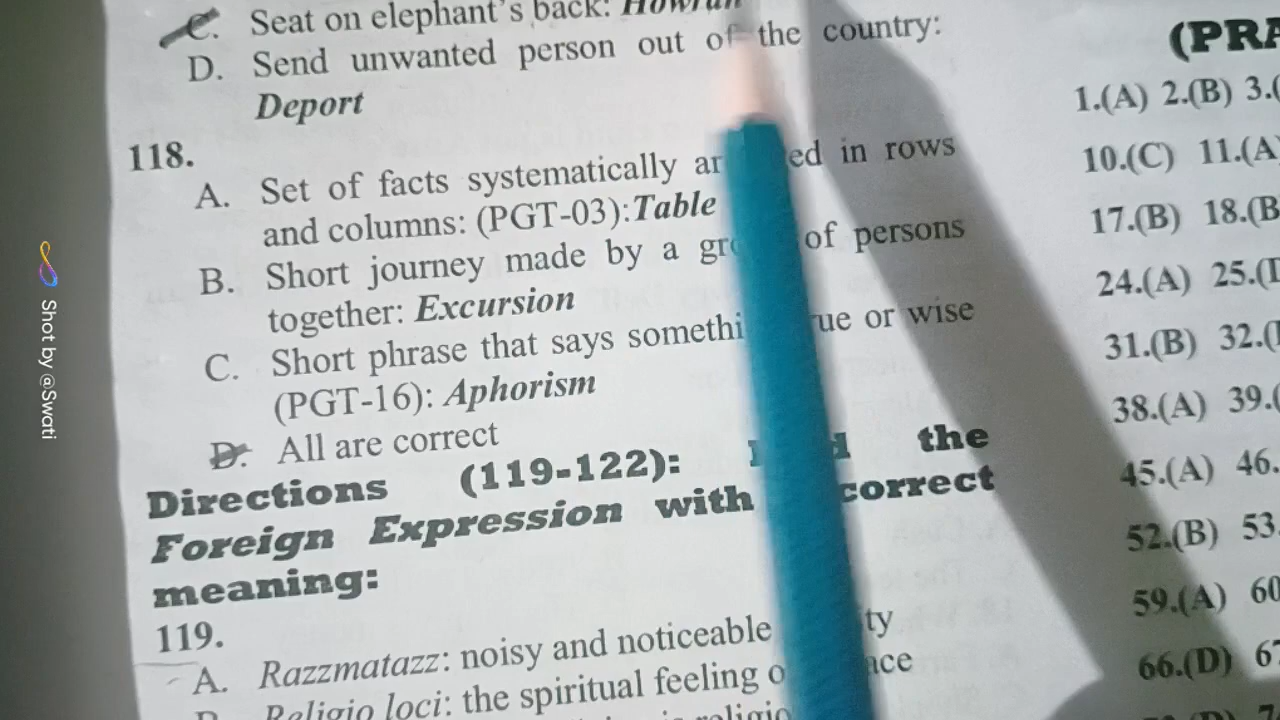 C. Seat on elephant's back: Howrah
D. Send unwanted person out of the country:
Deport
118.
A. Set of facts systematically ar ed in rows
and columns: (PGT-03):Table
B. Short journey made by a gr of persons
together: Excursion
C. Short phrase that says somethi ue or wise
(PGT-16): Aphorism
D. All are correct
Directions (119-122): the
Foreign Expression with correct
meaning:
119.
A. Razzmatazz: noisy and noticeable ty
Religio loci: the spiritual feeling o ace
(PRA
1.(A) 2.(B) 3.(
10.(C) 11.(A
17.(B) 18.(B
24.(A) 25.(
31.(B) 32.(
38.(A) 39.(
45.(A) 46.
52.(B) 53.
59.(A) 60
66.(D) 67
Shot by @Swati